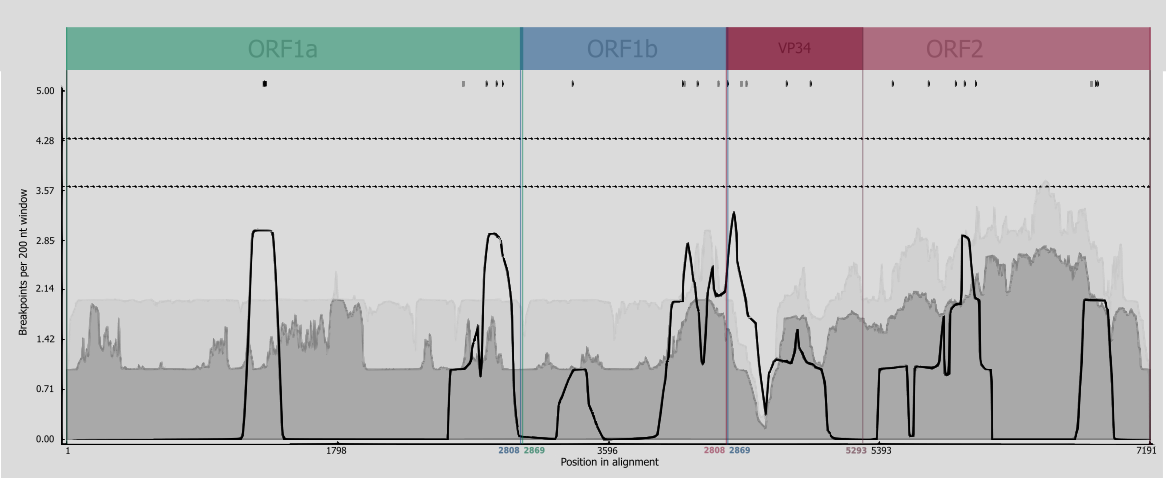 ORF1a ORF1b VP34 ORF2
5.00
4.28
3.57
2.85
2.14
1.42
0.71
0.00
Breakpoints per 200 nt window
1 1798 2808 2869 3596 2808 2869 5293 5393 7191
Position in alignment